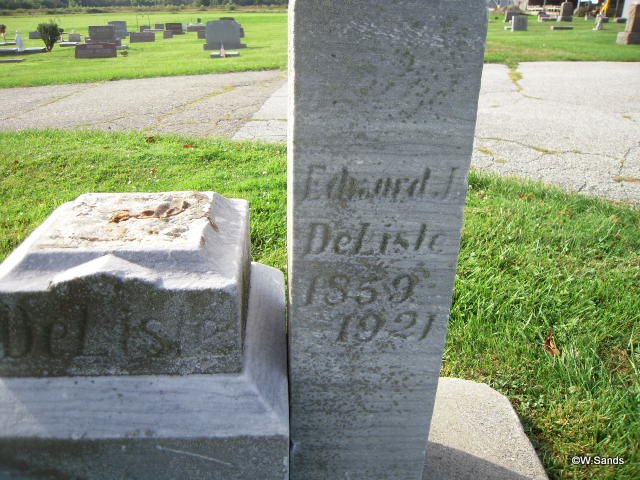 Edward J.
DeLisle
1859
1921
DeLisle
©W.Sands